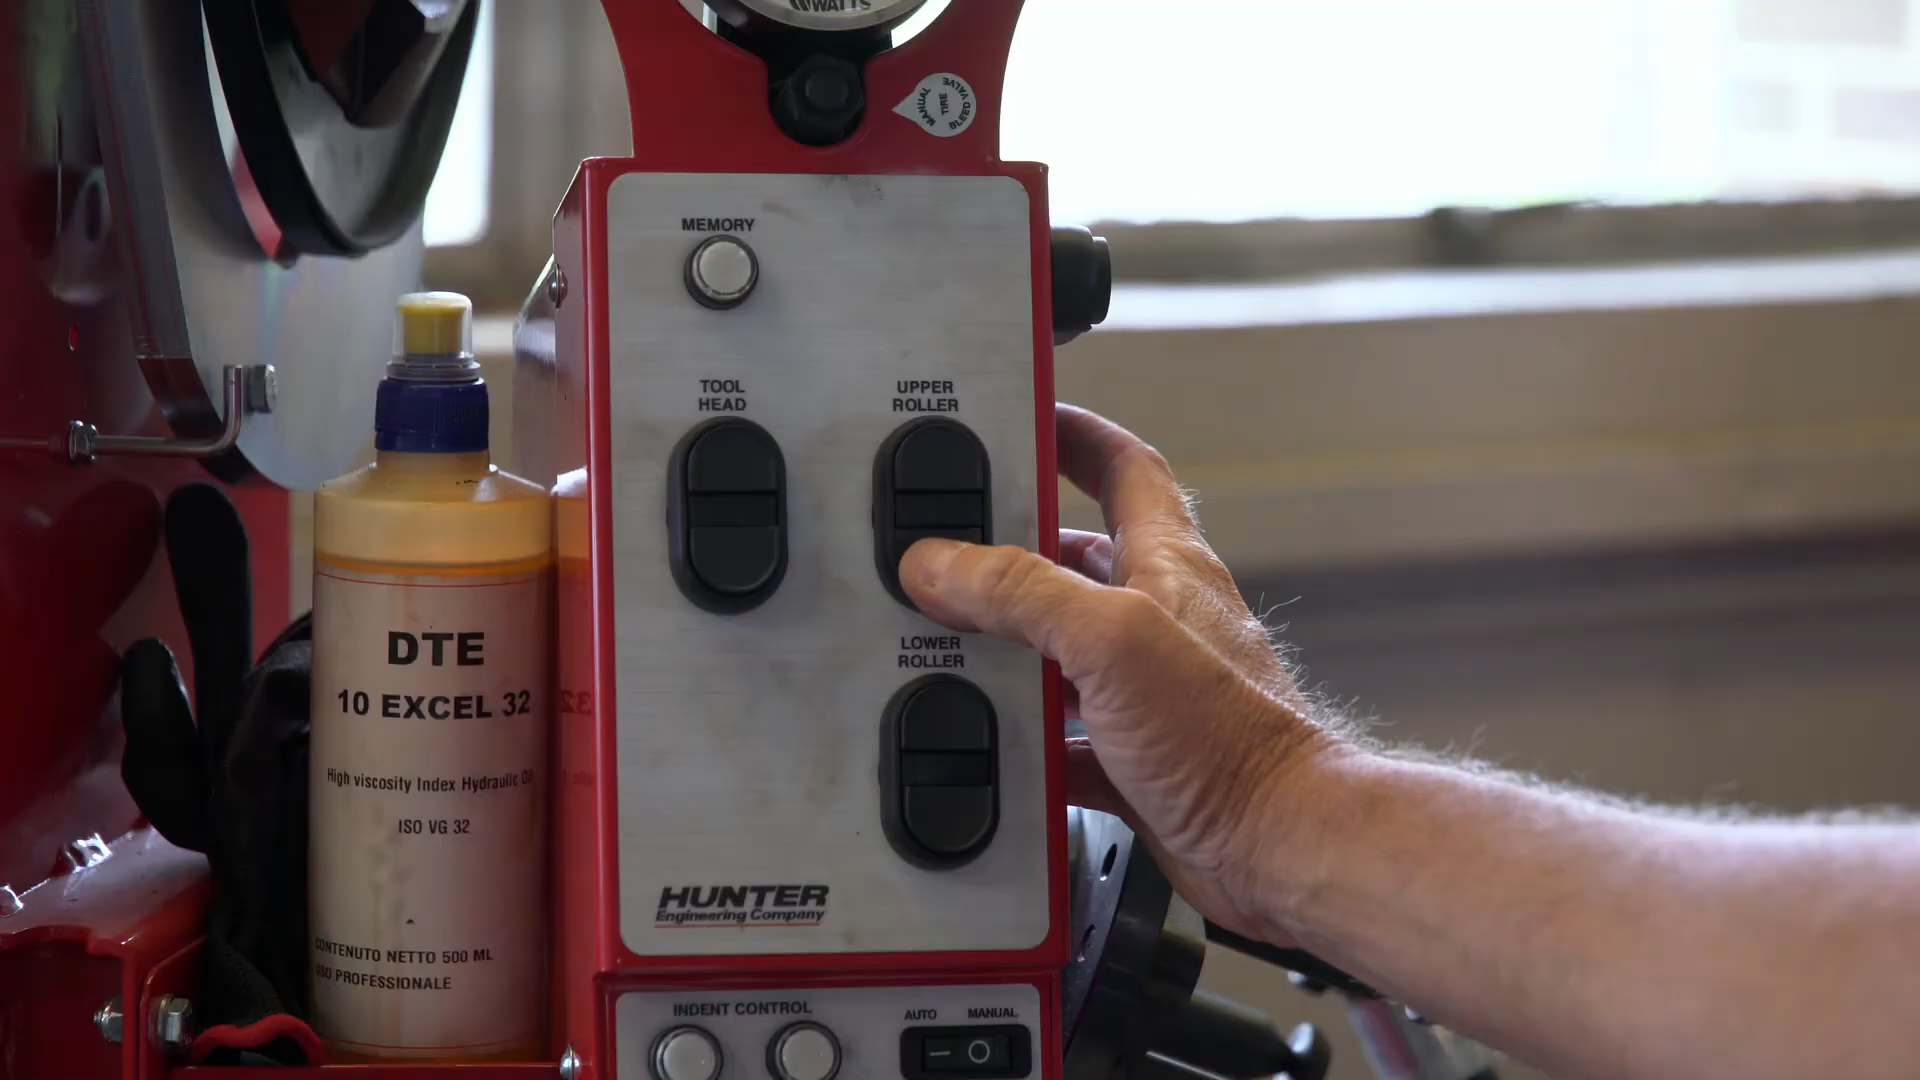 WATTS
MANUAL
TIRE
BLEED VALVE
MEMORY
TOOL
HEAD
UPPER
ROLLER
LOWER
ROLLER
DTE
10 EXCEL 32
High viscosity Index Hydraulic
ISO VG 32
CONTENUTO NETTO 500 ML
USO PROFESSIONALE
HUNTER
Engineering Company
INDENT CONTROL
AUTO
MANUAL